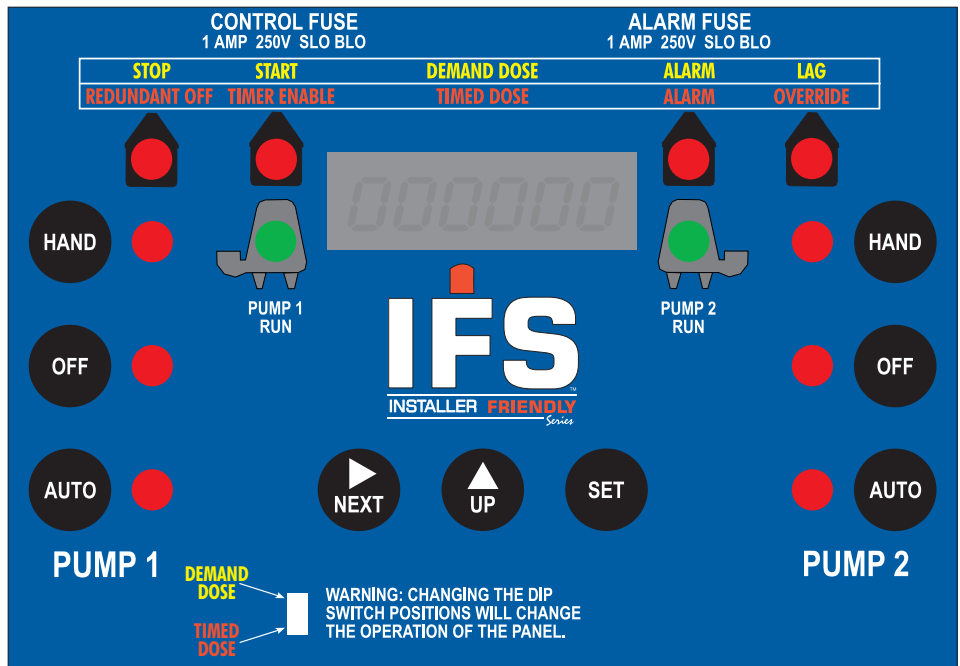 CONTROL FUSE
1 AMP 250V SLO BLO
ALARM FUSE
1 AMP 250V SLO BLO
STOP START DEMAND DOSE ALARM LAG
REDUNDANT OFF TIMER ENABLE TIMED DOSE ALARM OVERRIDE
000000
HAND
HAND
PUMP 1
RUN
PUMP 2
RUN
IFS™
INSTALLER FRIENDLY
Series
OFF
OFF
AUTO
NEXT
UP
SET
AUTO
PUMP 1
PUMP 2
DEMAND
DOSE
TIMED
DOSE
WARNING: CHANGING THE DIP
SWITCH POSITIONS WILL CHANGE
THE OPERATION OF THE PANEL.